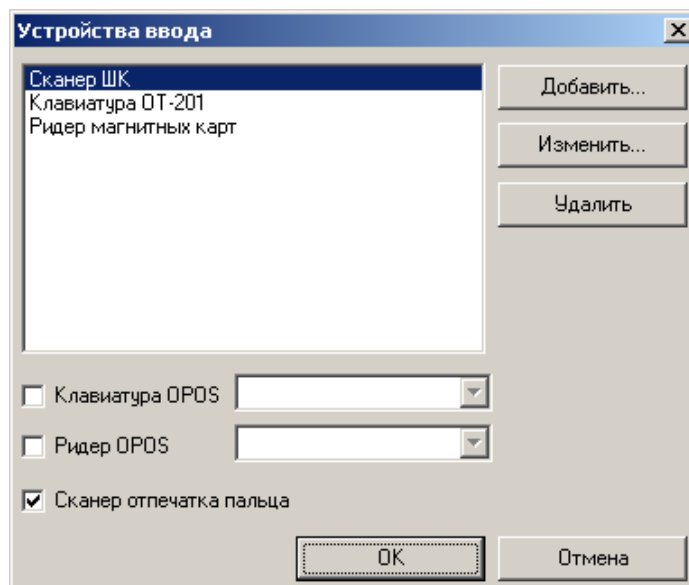 Устройства ввода
Сканер ШК
Клавиатура ОТ-201
Ридер магнитных карт
Добавить...
Изменить...
Удалить
Клавиатура OPOS
Ридер OPOS
Сканер отпечатка пальца
OK
Отмена